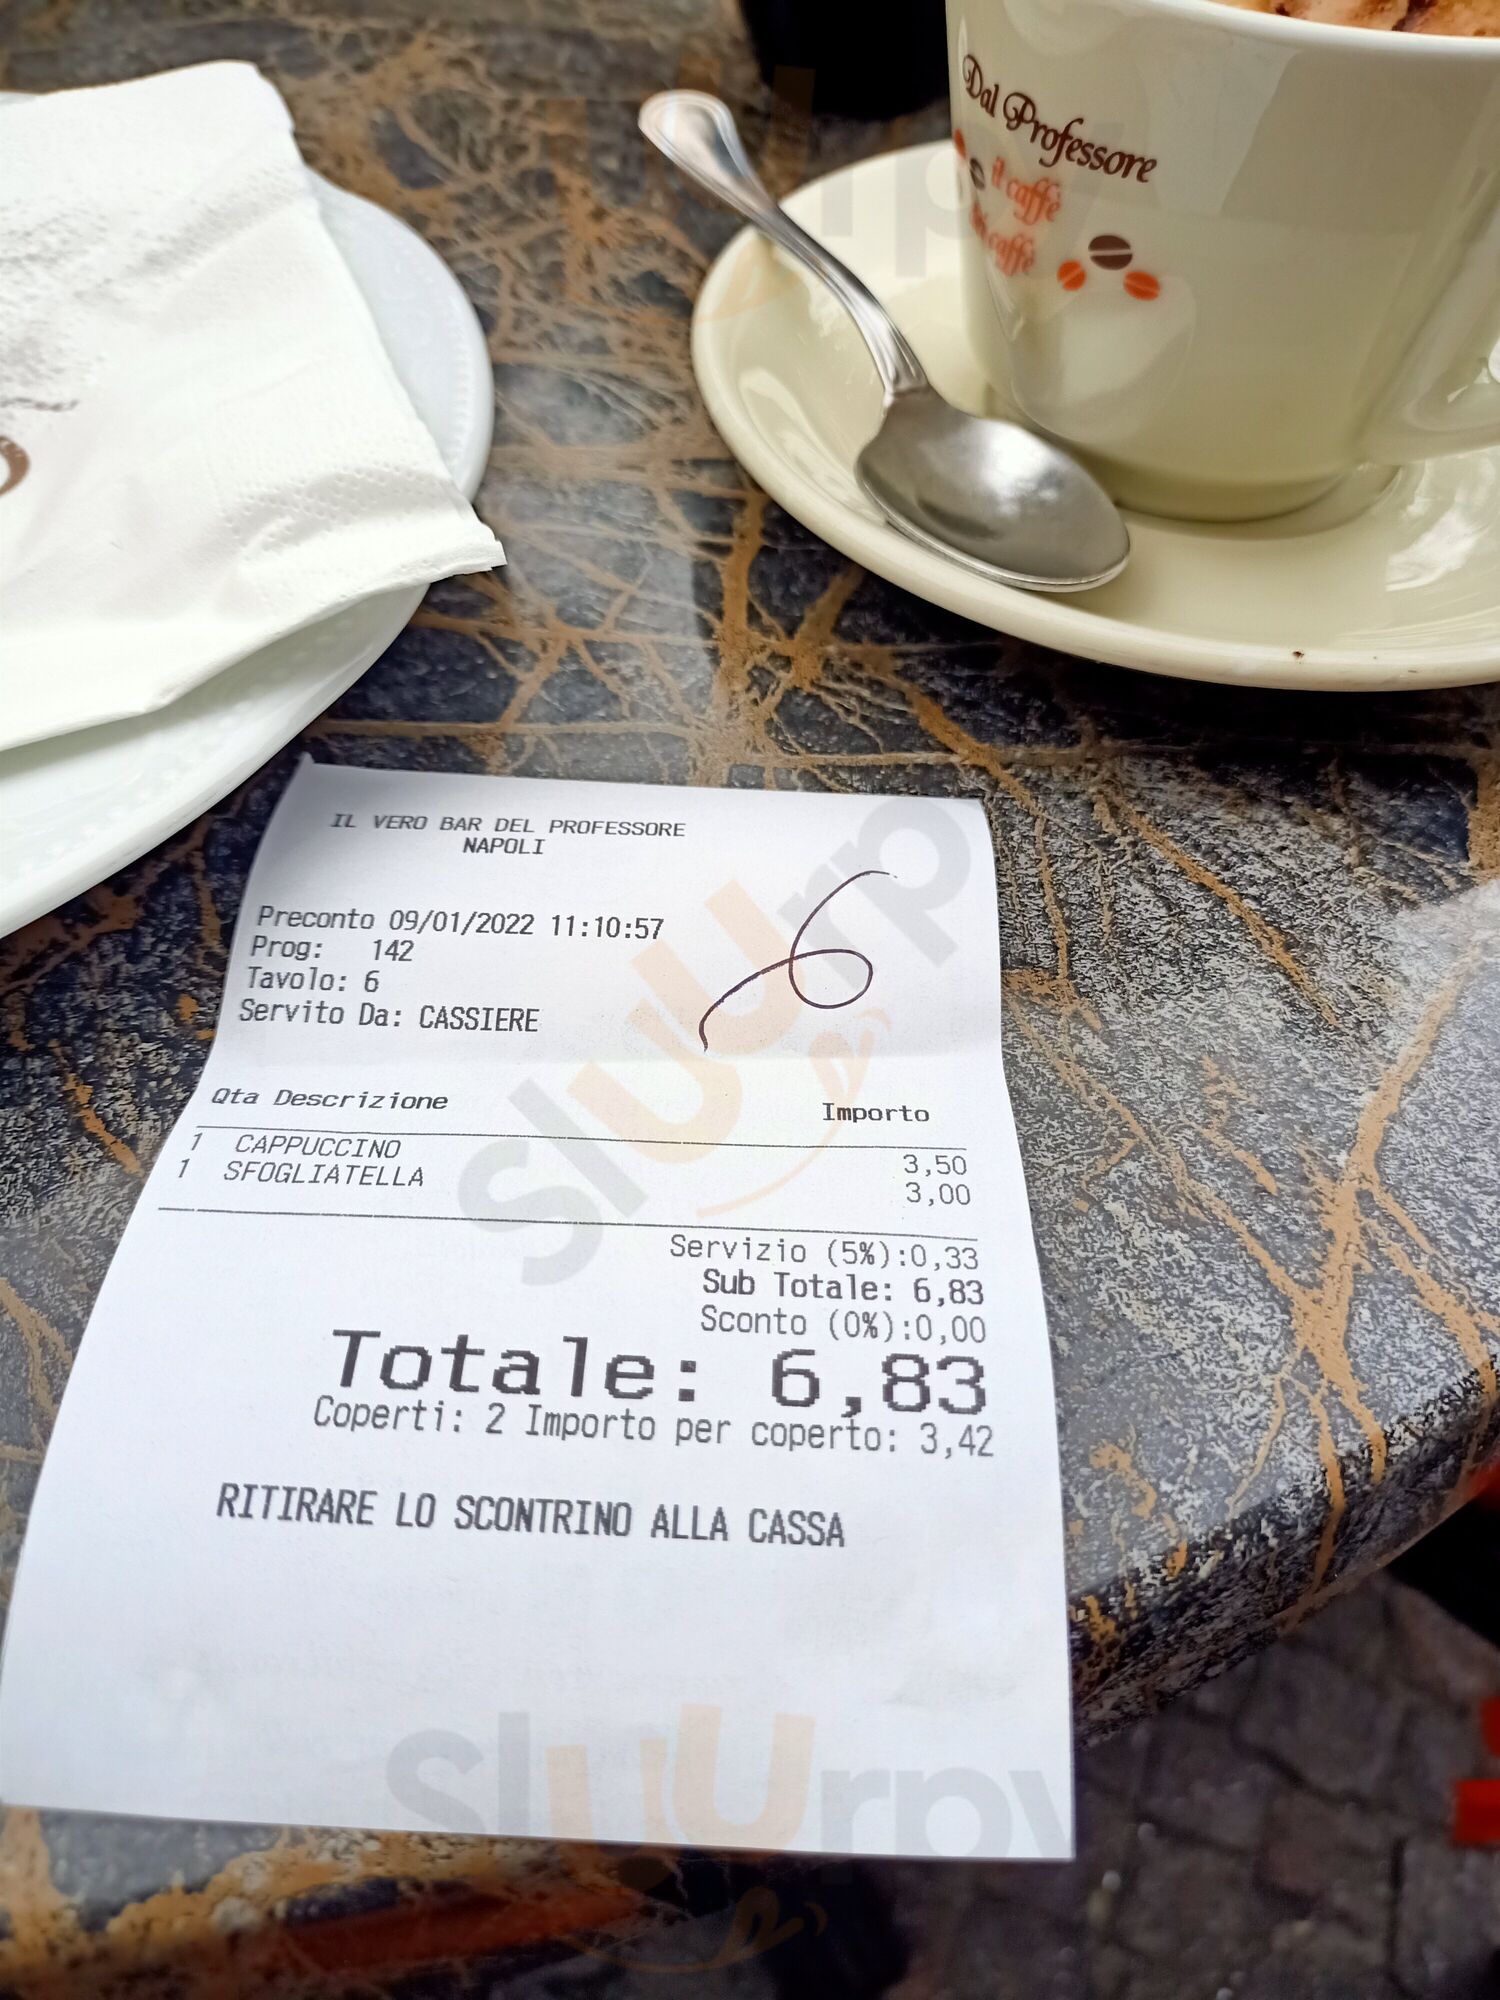 Dal Professore
il caffè
caffè
IL VERO BAR DEL PROFESSORE
NAPOLI
Preconto 09/01/2022 11:10:57
Prog: 142
Tavolo: 6
Servito Da: CASSIERE
Qta Descrizione Importo
1 CAPPUCCINO 3,50
1 SFOGLIATELLA 3,00
Servizio (5%):0,33
Sub Totale: 6,83
Sconto (0%):0,00
Totale: 6,83
Coperti: 2 Importo per coperto: 3,42
RITIRARE LO SCONTRINO ALLA CASSA
sluurpy
sluurpy